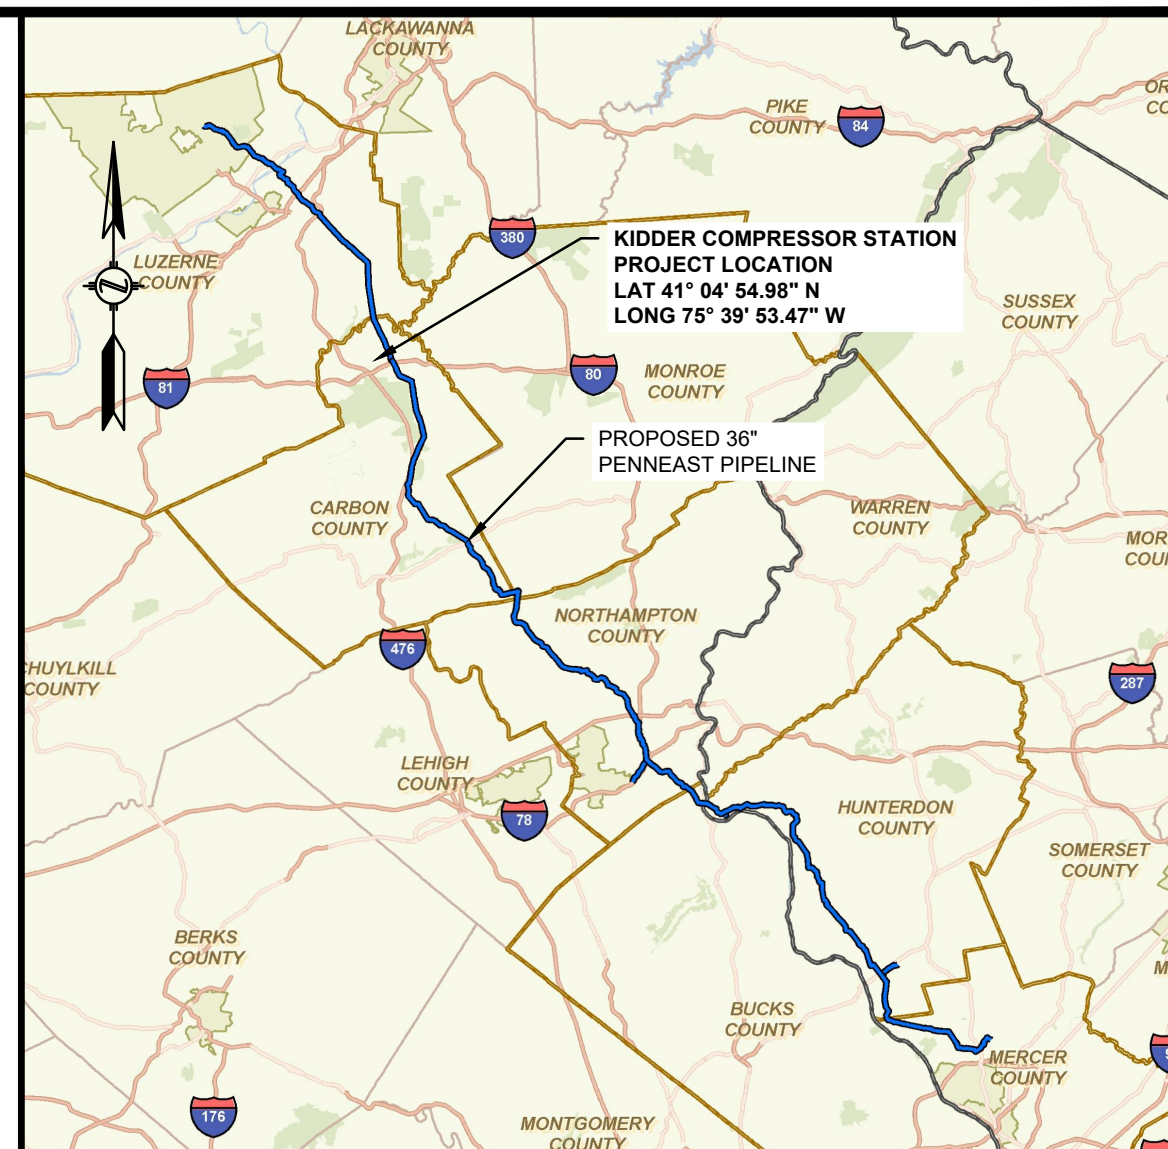 LACKAWANNA
COUNTY
PIKE
COUNTY
84
380
KIDDER COMPRESSOR STATION
PROJECT LOCATION
LAT 41° 04' 54.98" N
LONG 75° 39' 53.47" W
LUZERNE
COUNTY
SUSSEX
COUNTY
81
80
MONROE
COUNTY
PROPOSED 36"
PENNEAST PIPELINE
CARBON
COUNTY
WARREN
COUNTY
MOR
COU
NORTHAMPTON
COUNTY
476
CHUYLKILL
COUNTY
287
LEHIGH
COUNTY
78
HUNTERDON
COUNTY
SOMERSET
COUNTY
BERKS
COUNTY
BUCKS
COUNTY
MERCER
COUNTY
176
MONTGOMERY
COUNTY